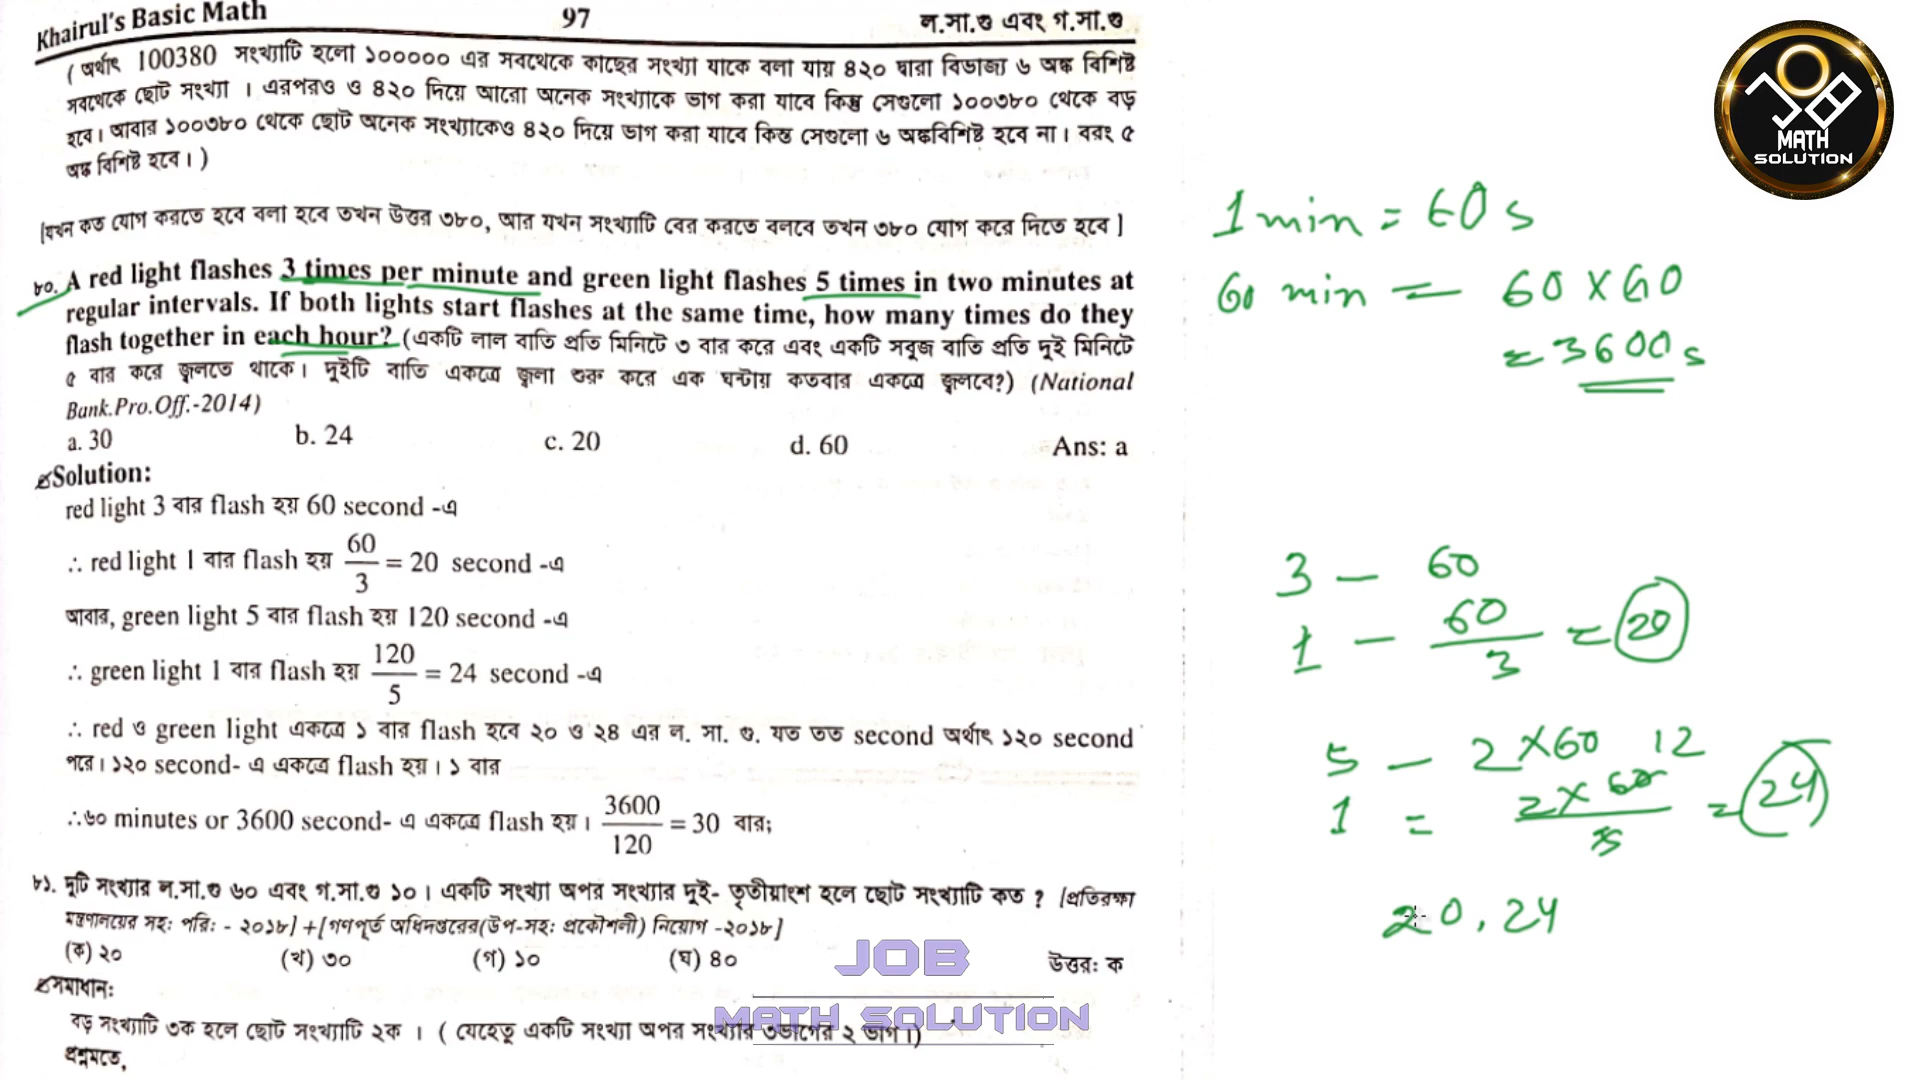 Khairul's Basic Math 97 ল.সা.গু এবং গ.সা.গু
( অর্থাৎ 100380 সংখ্যাটি হলো ১০০০০০ এর সবথেকে কাছের সংখ্যা যাকে বলা যায় ৪২০ দ্বারা বিভাজ্য ৬ অঙ্ক বিশিষ্ট
সবথেকে ছোট সংখ্যা । এরপরও ও ৪২০ দিয়ে আরো অনেক সংখ্যাকে ভাগ করা যাবে কিন্তু সেগুলো ১০০৩৮০ থেকে বড়
হবে। আবার ১০০৩৮০ থেকে ছোট অনেক সংখ্যাকেও ৪২০ দিয়ে ভাগ করা যাবে কিন্ত সেগুলো ৬ অঙ্কবিশিষ্ট হবে না। বরং ৫
অঙ্ক বিশিষ্ট হবে। )
[যখন কত যোগ করতে হবে বলা হবে তখন উত্তর ৩৮০, আর যখন সংখ্যাটি বের করতে বলবে তখন ৩৮০ যোগ করে দিতে হবে ]
৮০. A red light flashes 3 times per minute and green light flashes 5 times in two minutes at
regular intervals. If both lights start flashes at the same time, how many times do they
flash together in each hour? (একটি লাল বাতি প্রতি মিনিটে ৩ বার করে এবং একটি সবুজ বাতি প্রতি দুই মিনিটে
৫ বার করে জ্বলতে থাকে। দুইটি বাতি একত্রে জ্বলা শুরু করে এক ঘন্টায় কতবার একত্রে জ্বলবে?) (National
Bank.Pro.Off.-2014)
a. 30 b. 24 c. 20 d. 60 Ans: a
Solution:
red light 3 বার flash হয় 60 second -এ
∴ red light 1 বার flash হয় 60/3 = 20 second -এ
আবার, green light 5 বার flash হয় 120 second -এ
∴ green light 1 বার flash হয় 120/5 = 24 second -এ
∴ red ও green light একত্রে ১ বার flash হবে ২০ ও ২৪ এর ল. সা. গু. যত তত second অর্থাৎ ১২০ second
পরে। ১২০ second- এ একত্রে flash হয়। ১ বার
∴৬০ minutes or 3600 second- এ একত্রে flash হয়। 3600/120 = 30 বার;
৮১. দুটি সংখ্যার ল.সা.গু ৬০ এবং গ.সা.গু ১০। একটি সংখ্যা অপর সংখ্যার দুই- তৃতীয়াংশ হলে ছোট সংখ্যাটি কত ? [প্রতিরক্ষা
মন্ত্রণালয়ের সহ: পরি: - ২০১৮] +[গণপূর্ত অধিদপ্তরের(উপ-সহ: প্রকৌশলী) নিয়োগ -২০১৮]
(ক) ২০ (খ) ৩০ (গ) ১০ (ঘ) ৪০ উত্তর: ক
সমাধান:
বড় সংখ্যাটি ৩ক হলে ছোট সংখ্যাটি ২ক । ( যেহেতু একটি সংখ্যা অপর সংখ্যার ৩ভাগের ২ ভাগ।)
প্রশ্নমতে,
JOB
MATH SOLUTION
MATH
SOLUTION
1 min = 60 s
60 min = 60 X 60
= 3600 s
3 — 60
1 — 60/3 = 20
5 — 2 X 60 12
1 = 2 X 60/5 = 24
20, 24